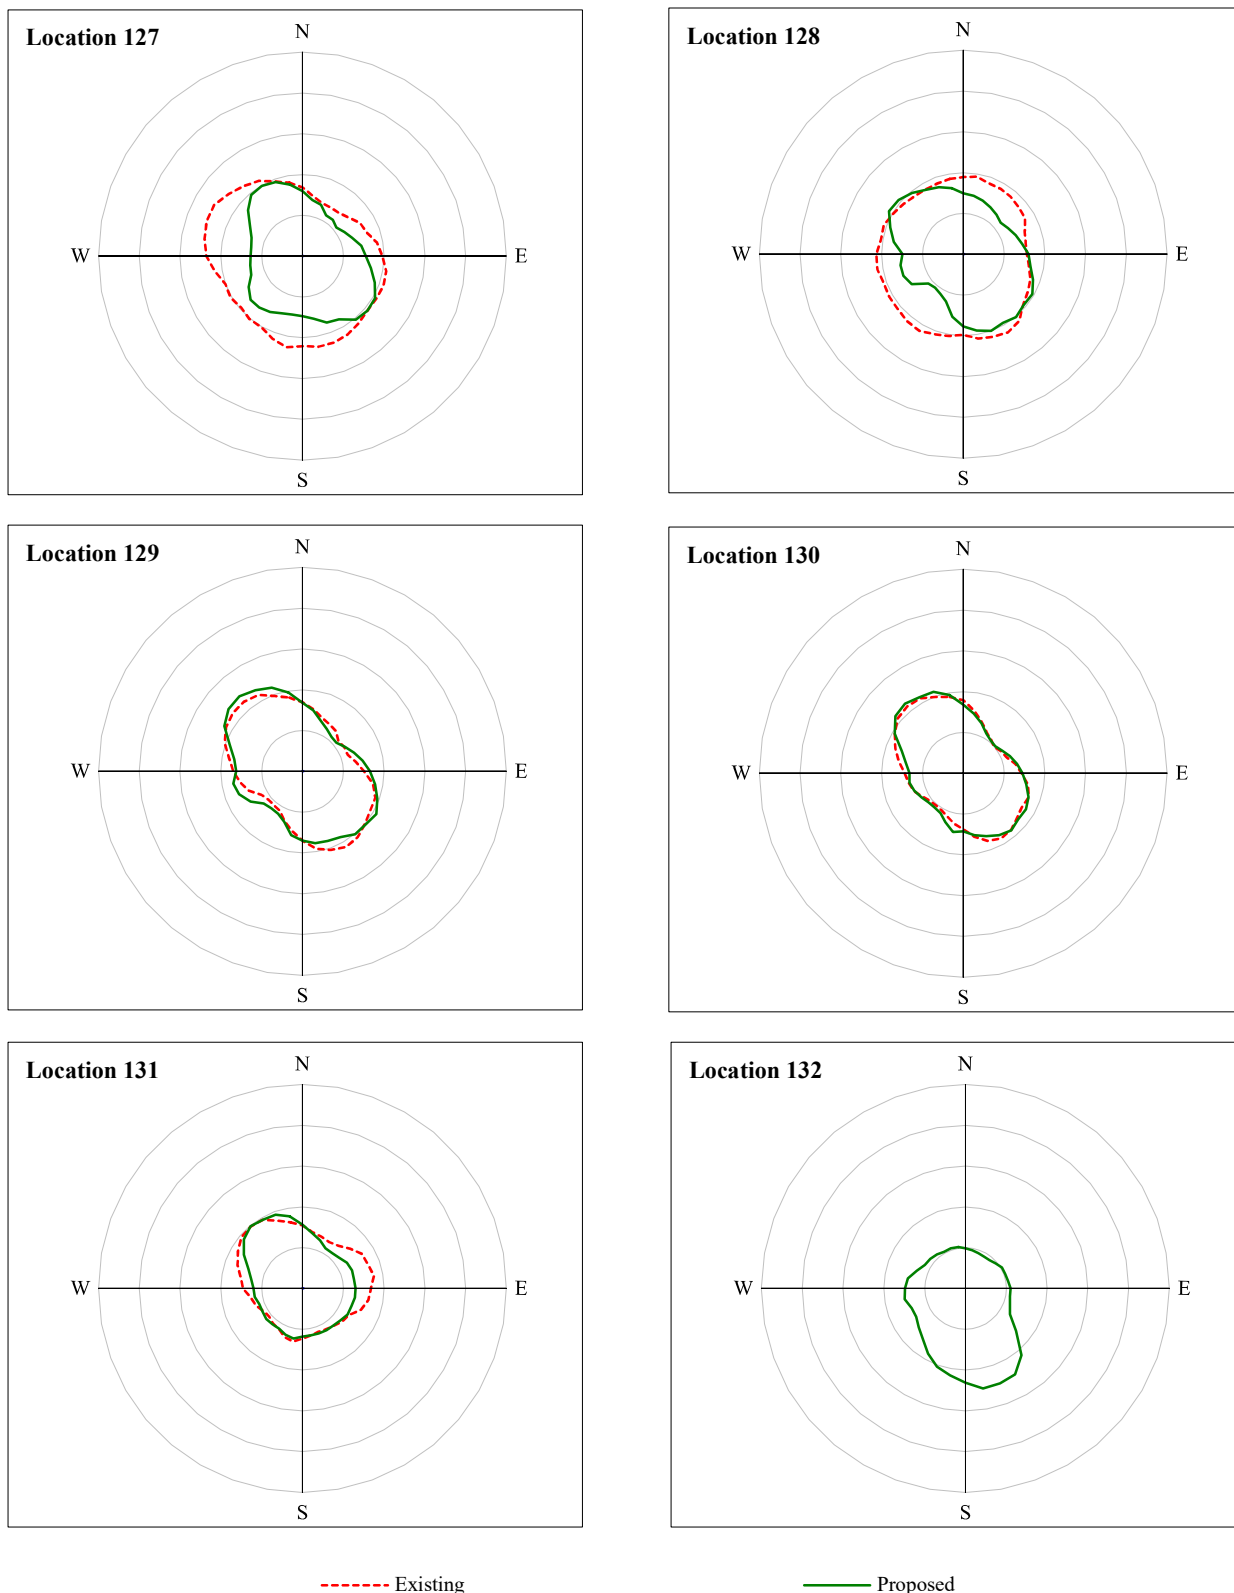 Location 127
N
W
E
S
Location 128
N
W
E
S
Location 129
N
W
E
S
Location 130
N
W
E
S
Location 131
N
W
E
S
Location 132
N
W
E
S
Existing
Proposed